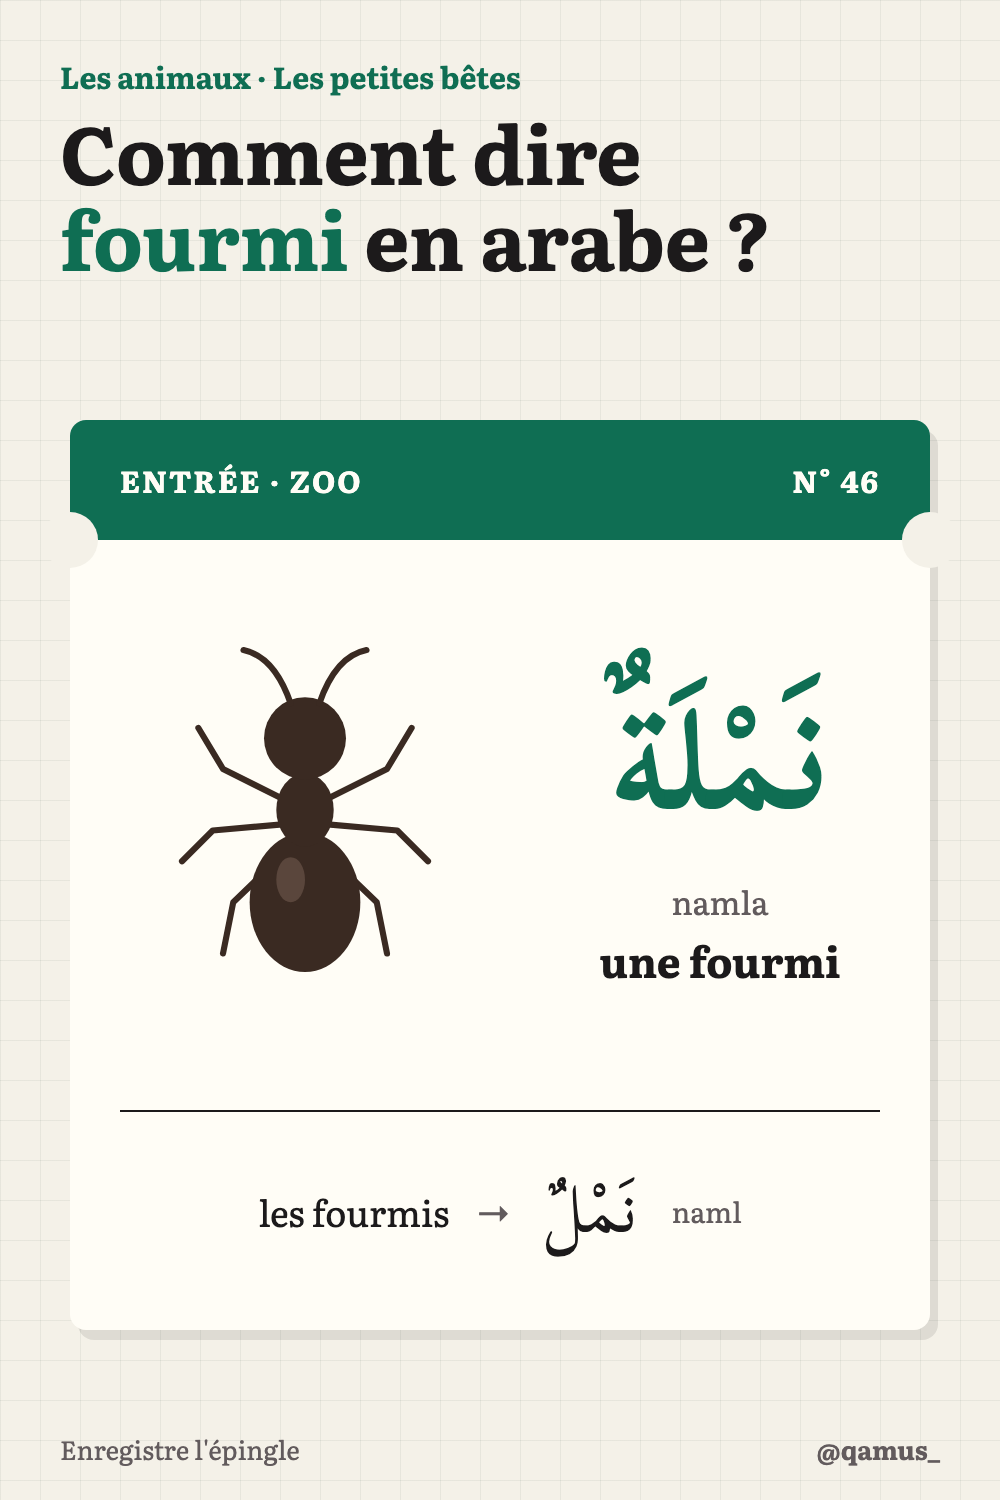 Les animaux · Les petites bêtes
Comment dire
fourmi en arabe ?
ENTRÉE · ZOO
N° 46
نَمْلَةٌ
namla
une fourmi
les fourmis → نَمْلٌ naml
Enregistre l'épingle
@qamus_